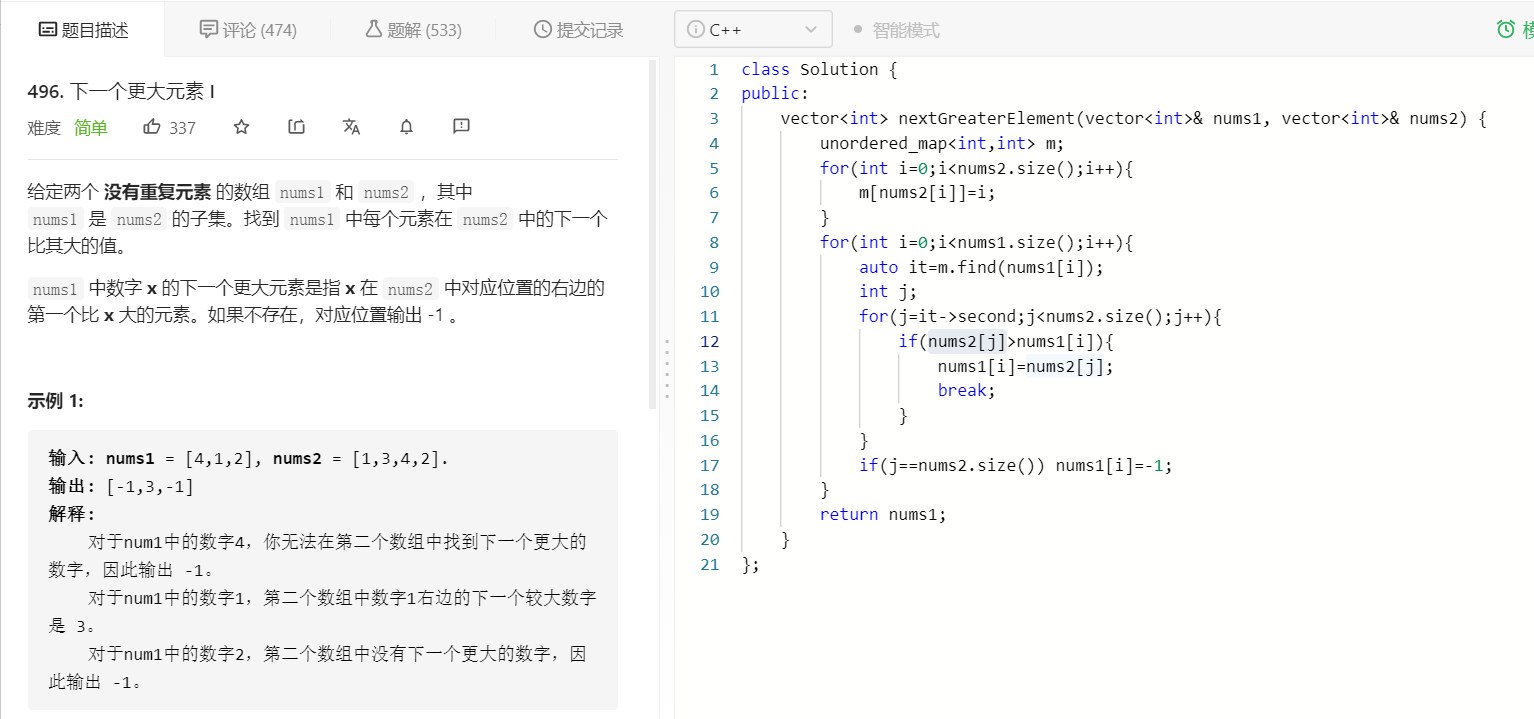 题目描述
评论 (474)
题解 (533)
提交记录
C++
智能模式
496. 下一个更大元素 I
难度 简单 337
给定两个 没有重复元素 的数组 nums1 和 nums2 ，其中
nums1 是 nums2 的子集。找到 nums1 中每个元素在 nums2 中的下一个
比其大的值。
nums1 中数字 x 的下一个更大元素是指 x 在 nums2 中对应位置的右边的
第一个比 x 大的元素。如果不存在，对应位置输出 -1 。
示例 1:
输入: nums1 = [4,1,2], nums2 = [1,3,4,2].
输出: [-1,3,-1]
解释:
对于num1中的数字4，你无法在第二个数组中找到下一个更大的
数字，因此输出 -1。
对于num1中的数字1，第二个数组中数字1右边的下一个较大数字
是 3。
对于num1中的数字2，第二个数组中没有下一个更大的数字，因
此输出 -1。
1 class Solution {
2 public:
3 vector<int> nextGreaterElement(vector<int>& nums1, vector<int>& nums2) {
4 unordered_map<int,int> m;
5 for(int i=0;i<nums2.size();i++){
6 m[nums2[i]]=i;
7 }
8 for(int i=0;i<nums1.size();i++){
9 auto it=m.find(nums1[i]);
10 int j;
11 for(j=it->second;j<nums2.size();j++){
12 if(nums2[j]>nums1[i]){
13 nums1[i]=nums2[j];
14 break;
15 }
16 }
17 if(j==nums2.size()) nums1[i]=-1;
18 }
19 return nums1;
20 }
21 };